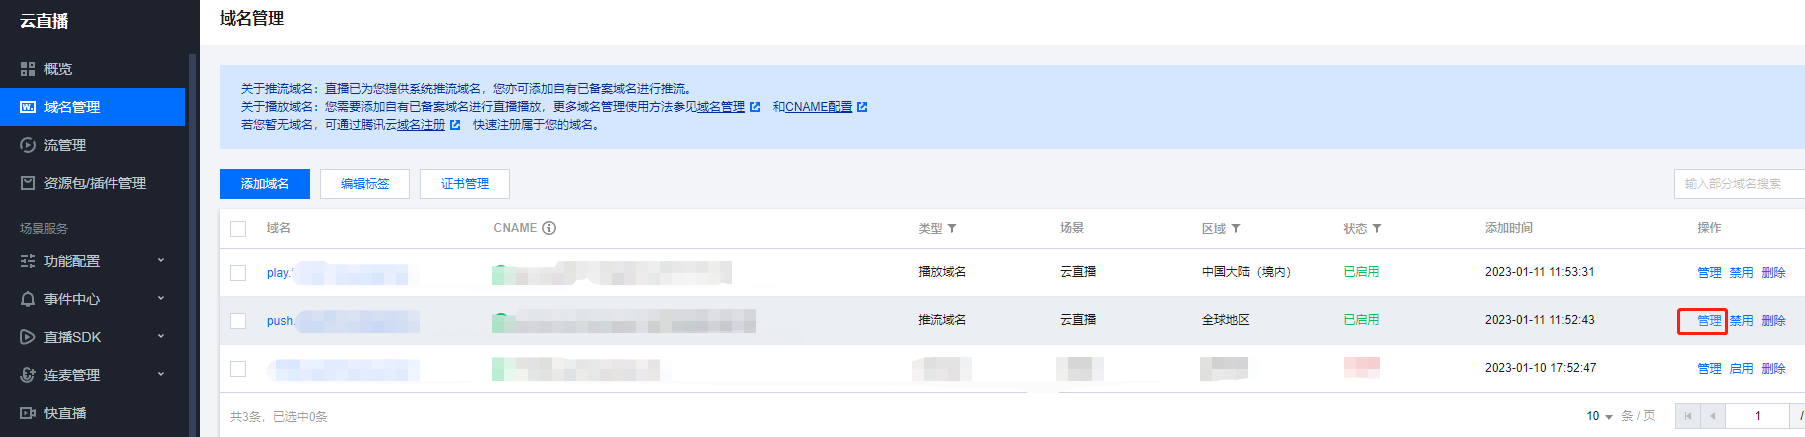 云直播
概览
域名管理
流管理
资源包/插件管理
场景服务
功能配置
事件中心
直播SDK
连麦管理
快直播
域名管理
关于推流域名：直播已为您提供系统推流域名，您亦可添加自有已备案域名进行推流。
关于播放域名：您需要添加自有已备案域名进行直播播放，更多域名管理使用方法参见域名管理 和CNAME配置
若您暂无域名，可通过腾讯云域名注册 快速注册属于您的域名。
添加域名 编辑标签 证书管理 输入部分域名搜索
域名 CNAME 类型 场景 区域 状态 添加时间 操作
play. 播放域名 云直播 中国大陆（境内） 已启用 2023-01-11 11:53:31 管理 禁用 删除
push. 推流域名 云直播 全球地区 已启用 2023-01-11 11:52:43 管理 禁用 删除
2023-01-10 17:52:47 管理 启用 删除
共3条，已选中0条 10 条 / 页 1 /